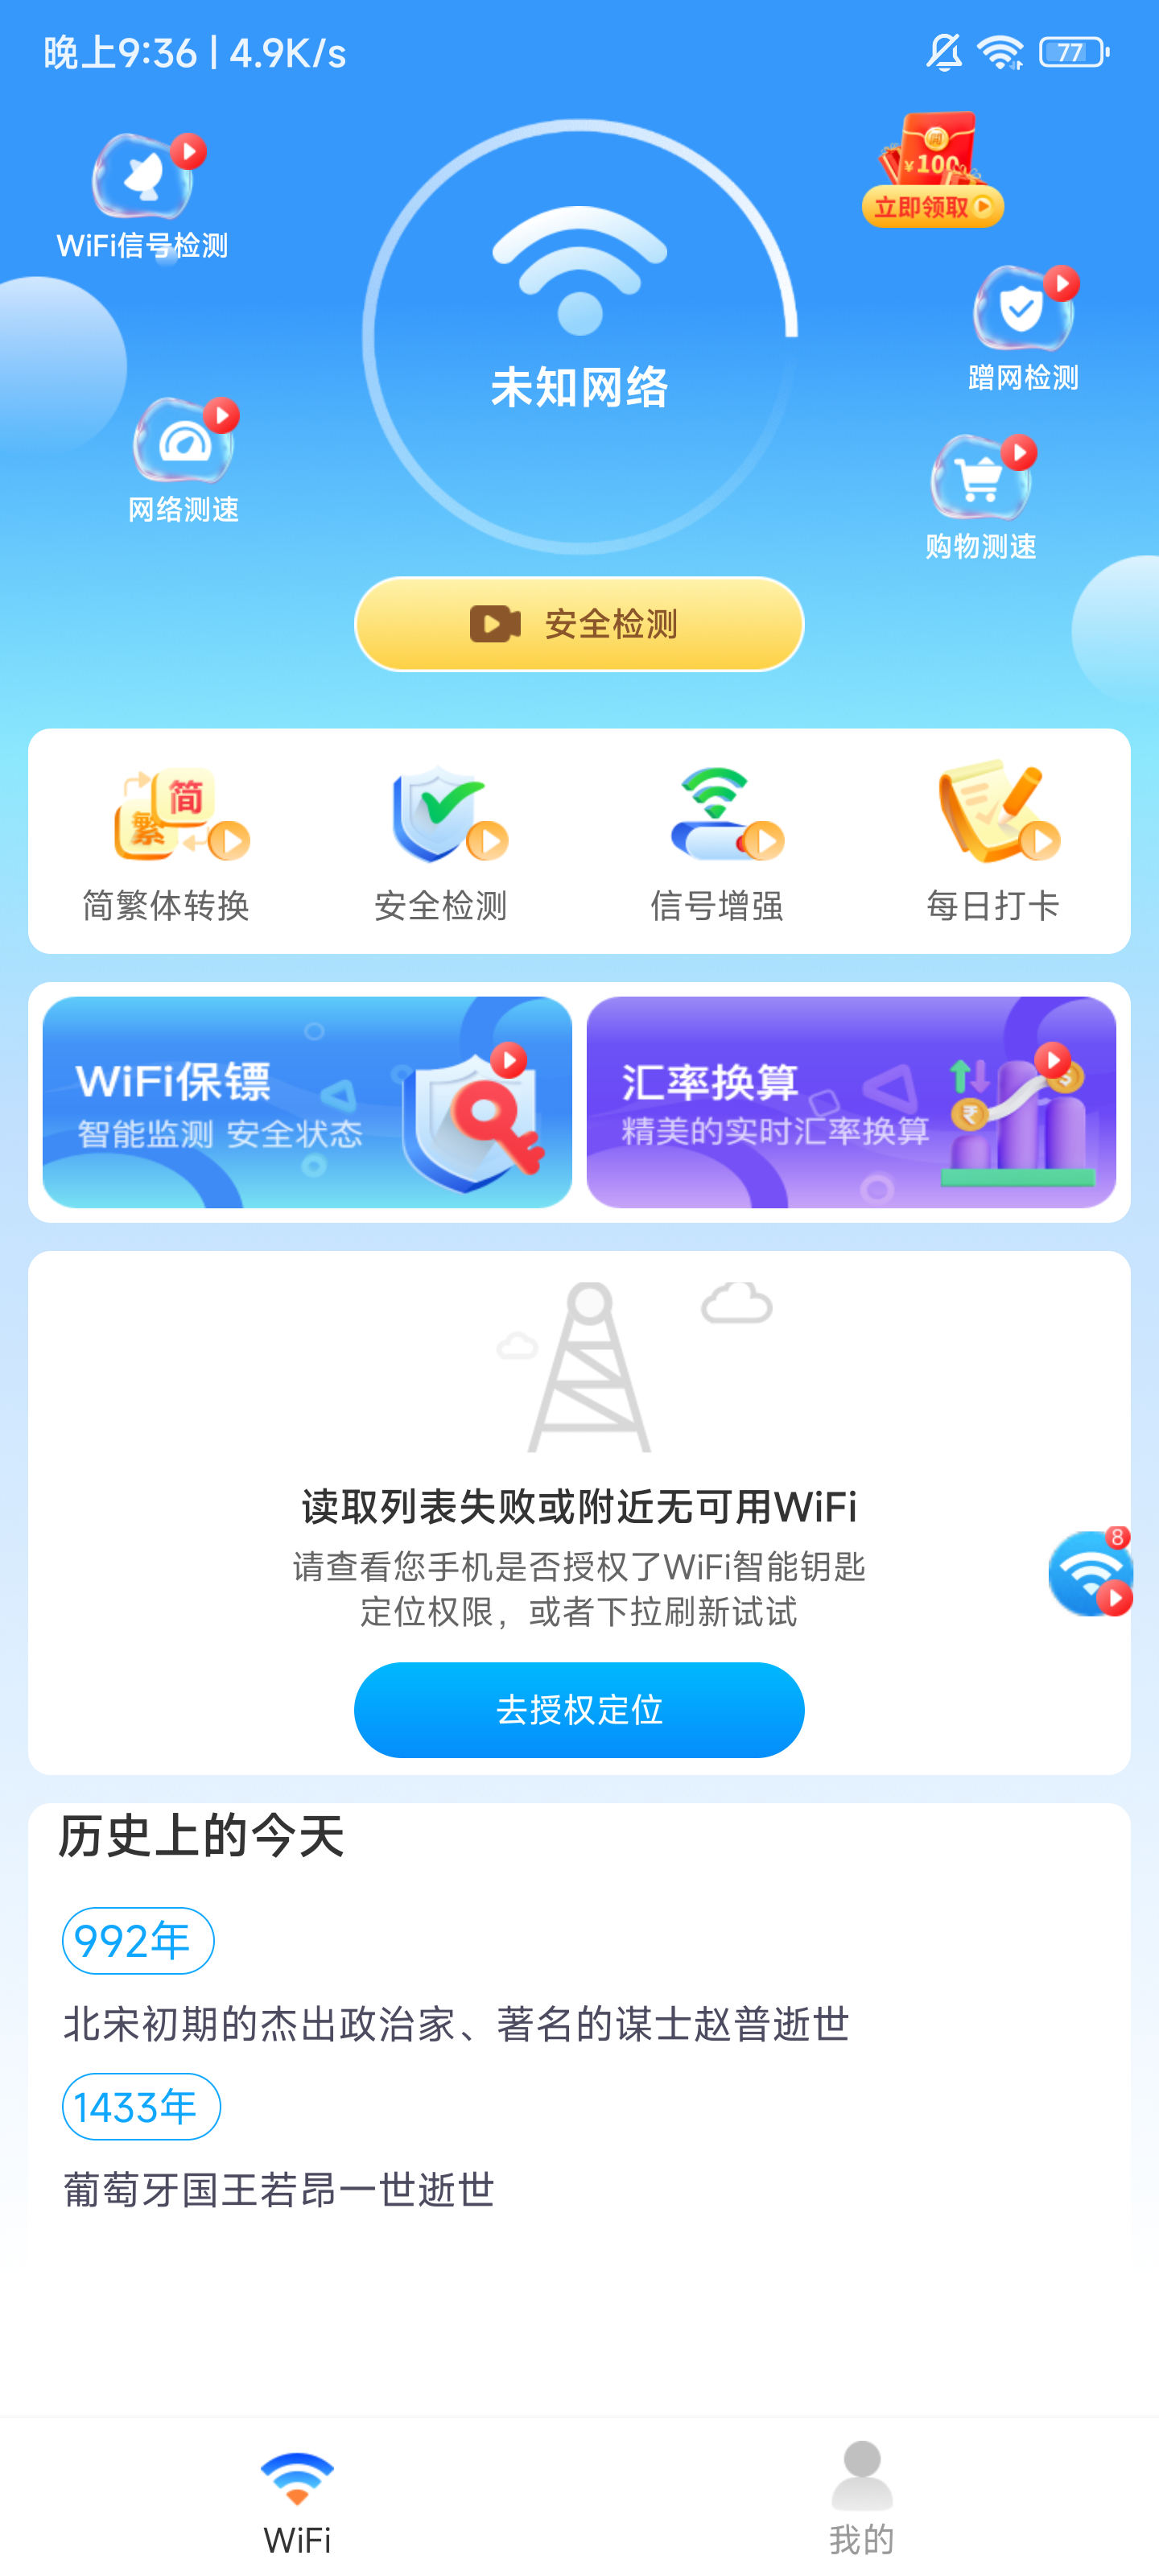 晚上9:36 | 4.9K/s
77
WiFi信号检测
¥100
立即领取
未知网络
蹭网检测
网络测速
购物测速
安全检测
简
繁
简繁体转换
安全检测
信号增强
每日打卡
WiFi保镖
智能监测 安全状态
汇率换算
精美的实时汇率换算
读取列表失败或附近无可用WiFi
请查看您手机是否授权了WiFi智能钥匙
定位权限，或者下拉刷新试试
8
去授权定位
历史上的今天
992年
北宋初期的杰出政治家、著名的谋士赵普逝世
1433年
葡萄牙国王若昂一世逝世
WiFi
我的